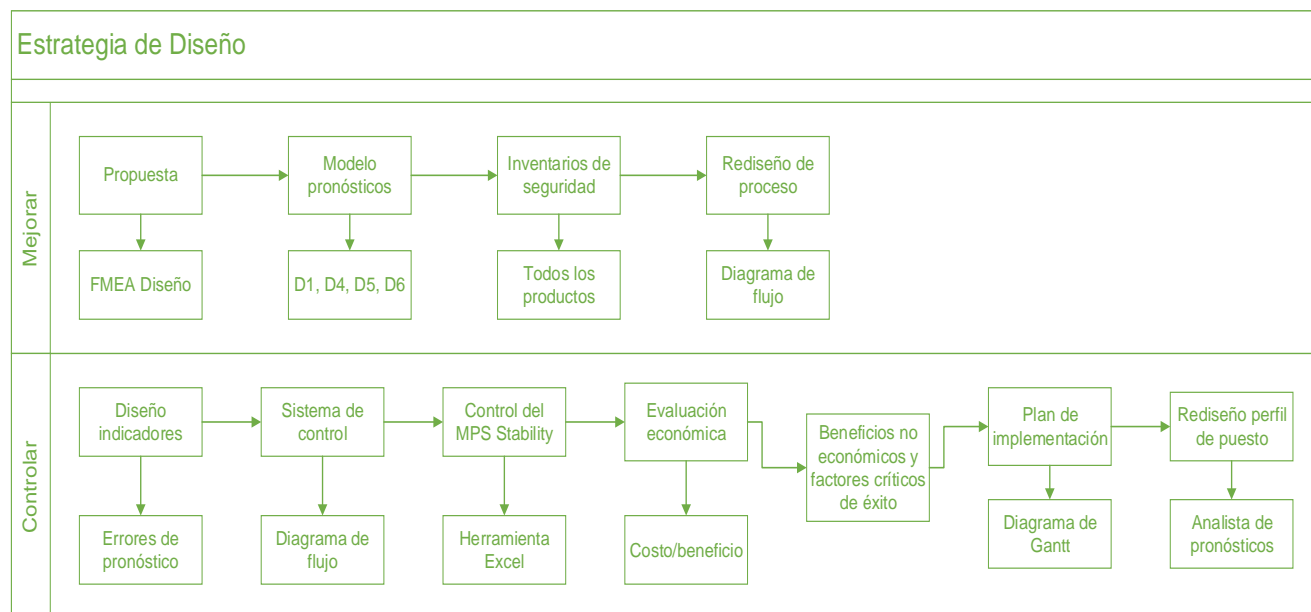 Estrategia de Diseño
Mejorar
Propuesta
Modelo
pronósticos
Inventarios de
seguridad
Rediseño de
proceso
FMEA Diseño
D1, D4, D5, D6
Todos los
productos
Diagrama de
flujo
Controlar
Diseño
indicadores
Sistema de
control
Control del
MPS Stability
Evaluación
económica
Beneficios no
económicos y
factores críticos
de éxito
Plan de
implementación
Rediseño perfil
de puesto
Errores de
pronóstico
Diagrama de
flujo
Herramienta
Excel
Costo/beneficio
Diagrama de
Gantt
Analista de
pronósticos